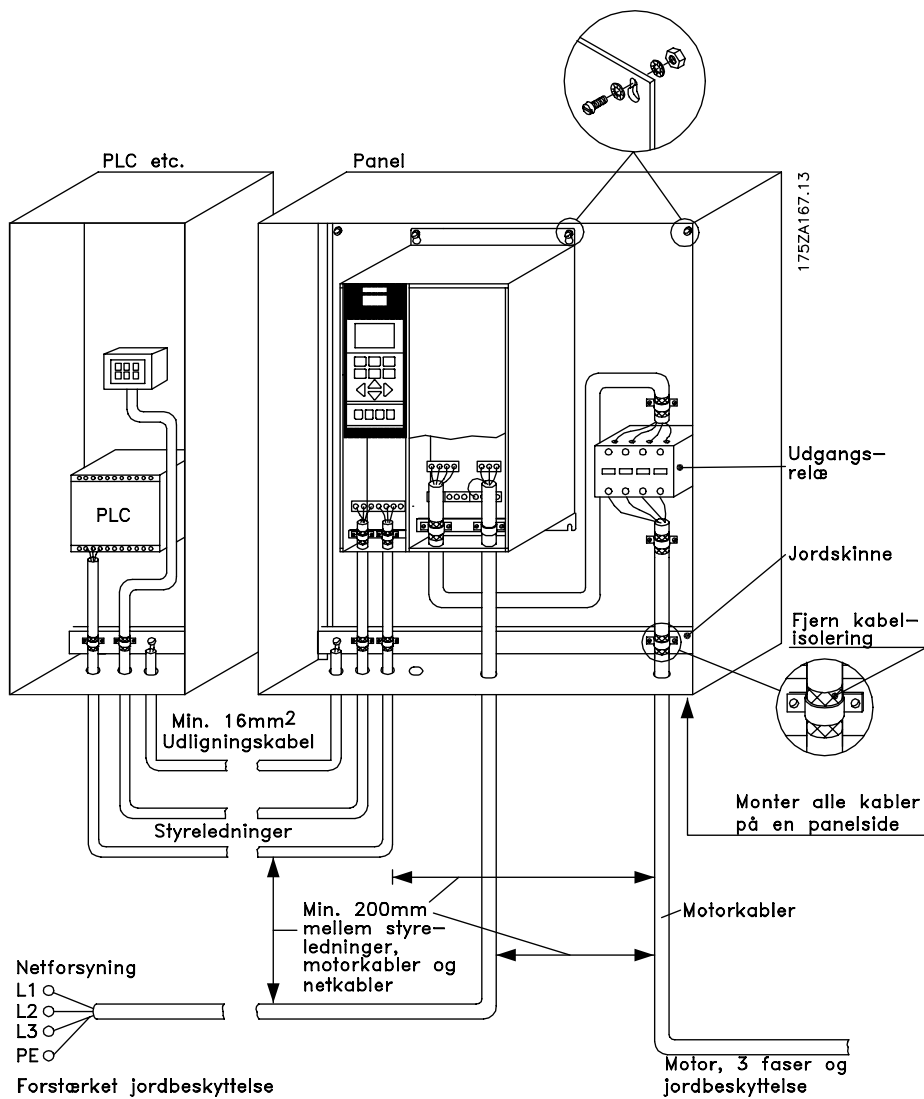 PLC etc.
Panel
175ZA167.13
PLC
Udgangs-
relæ
Jordskinne
Fjern kabel-
isolering
Min. 16mm2
Udligningskabel
Monter alle kabler
på en panelside
Styreledninger
Min. 200mm
mellem styre-
ledninger,
motorkabler og
netkabler
Motorkabler
Netforsyning
L1
L2
L3
PE
Forstærket jordbeskyttelse
Motor, 3 faser og
jordbeskyttelse